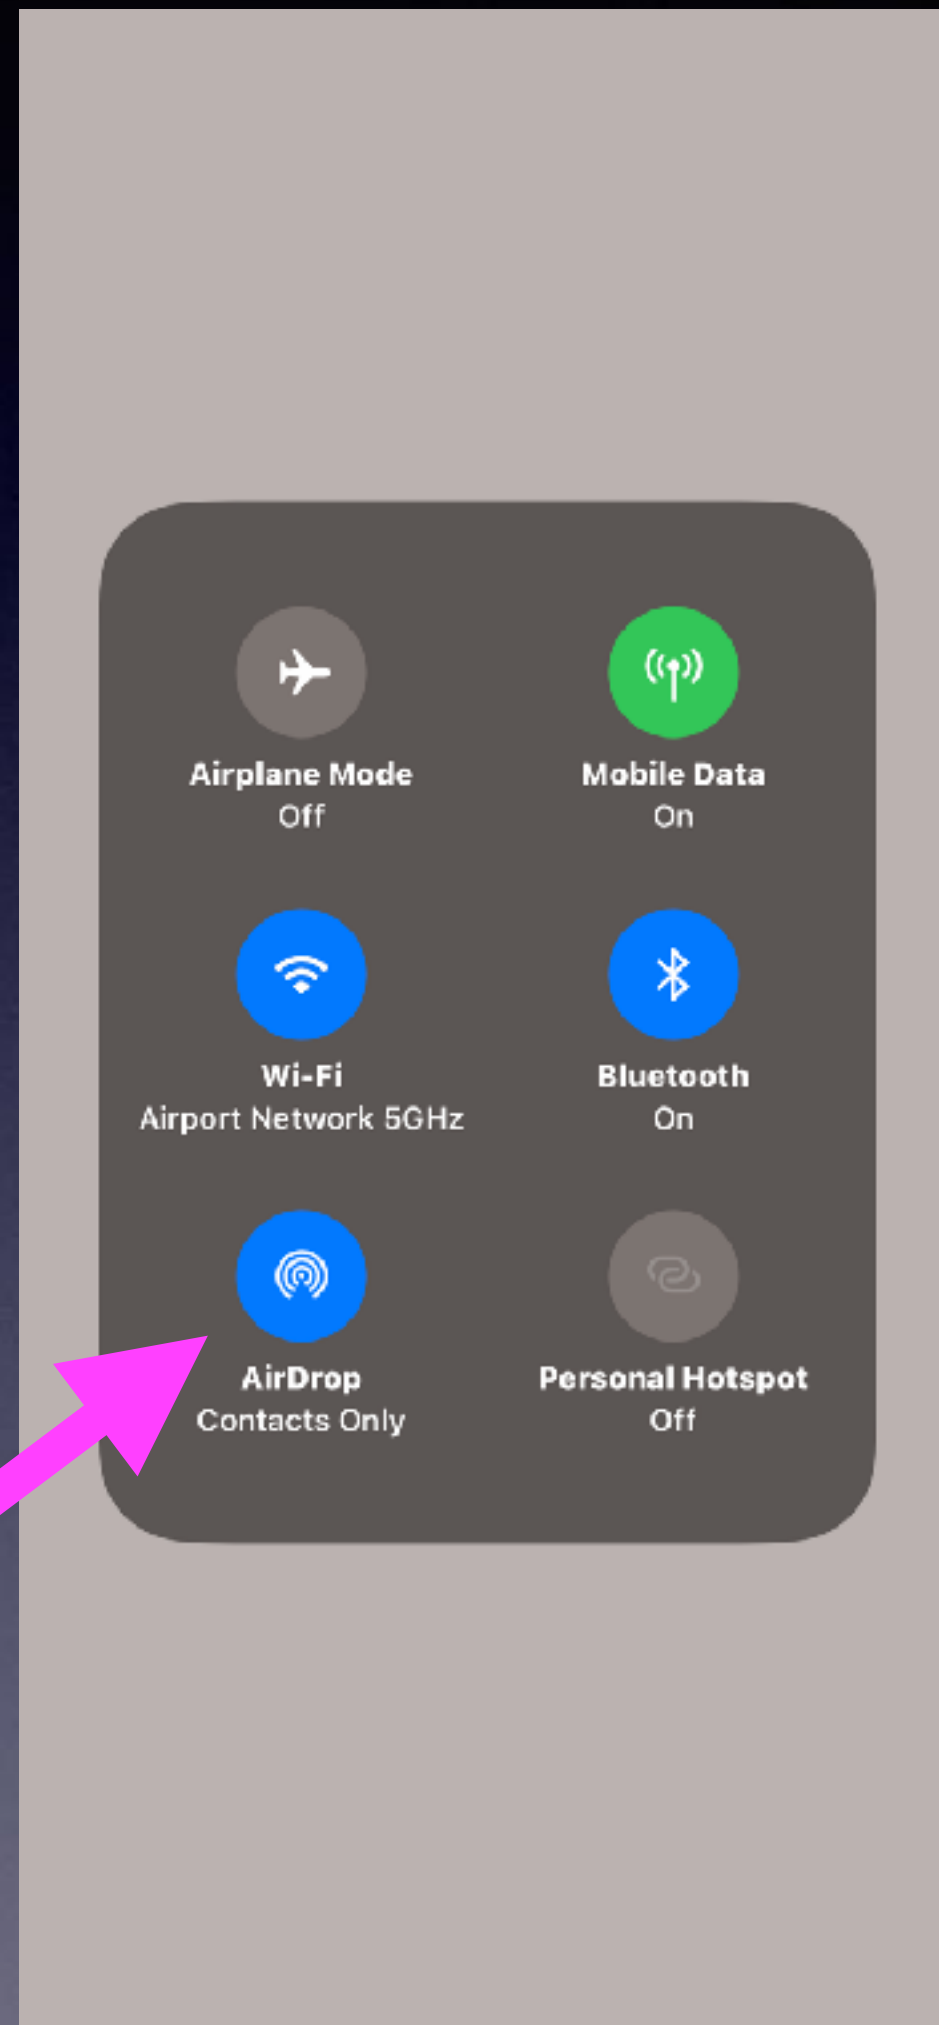 Airplane Mode
Off
Mobile Data
On
Wi-Fi
Airport Network 5GHz
Bluetooth
On
AirDrop
Contacts Only
Personal Hotspot
Off